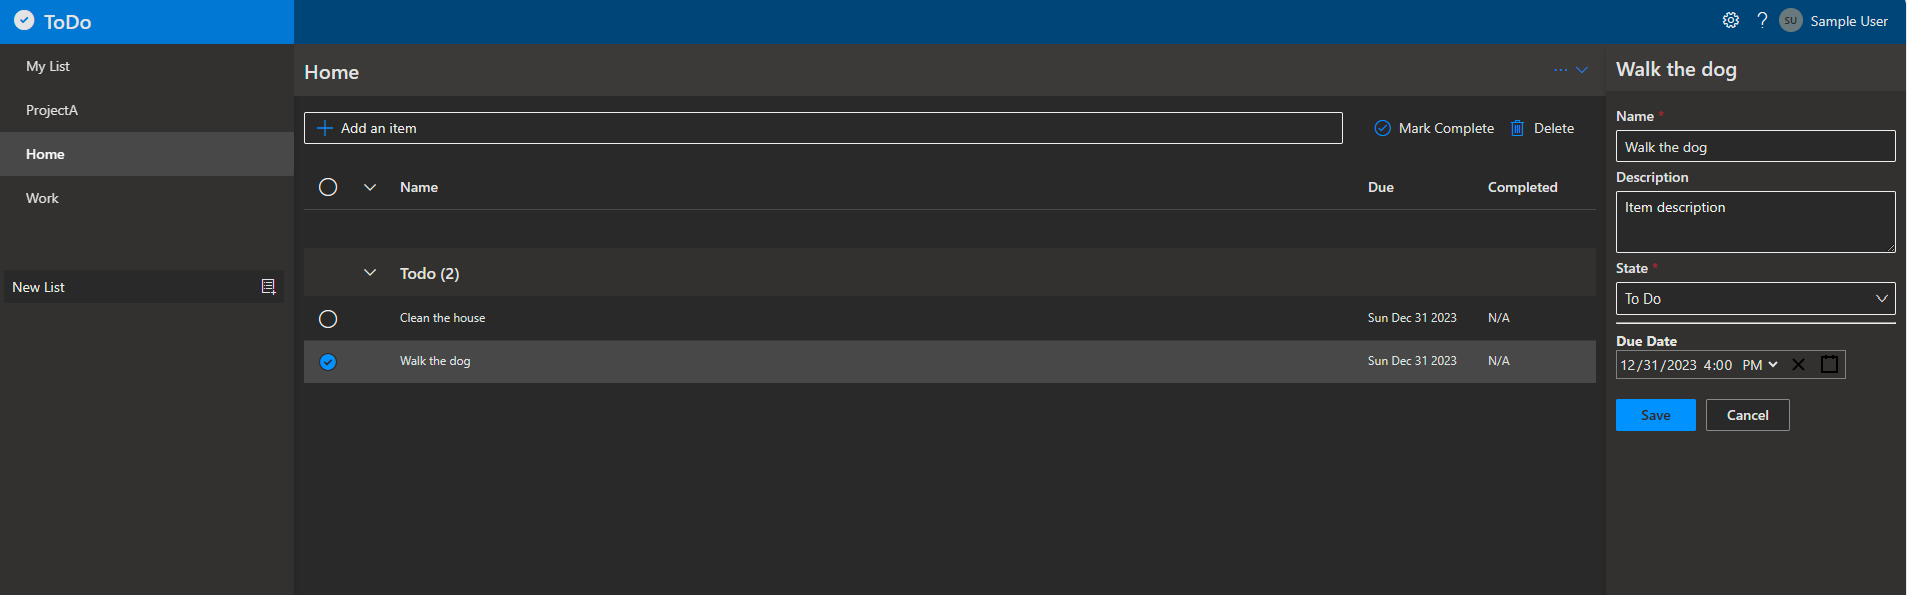 ToDo
SU Sample User
My List
ProjectA
Home
Work
New List
Home
Add an item
Mark Complete Delete
Name Due Completed
Todo (2)
Clean the house Sun Dec 31 2023 N/A
Walk the dog Sun Dec 31 2023 N/A
Walk the dog
Name *
Walk the dog
Description
Item description
State *
To Do
Due Date
12/31/2023 4:00 PM
Save Cancel